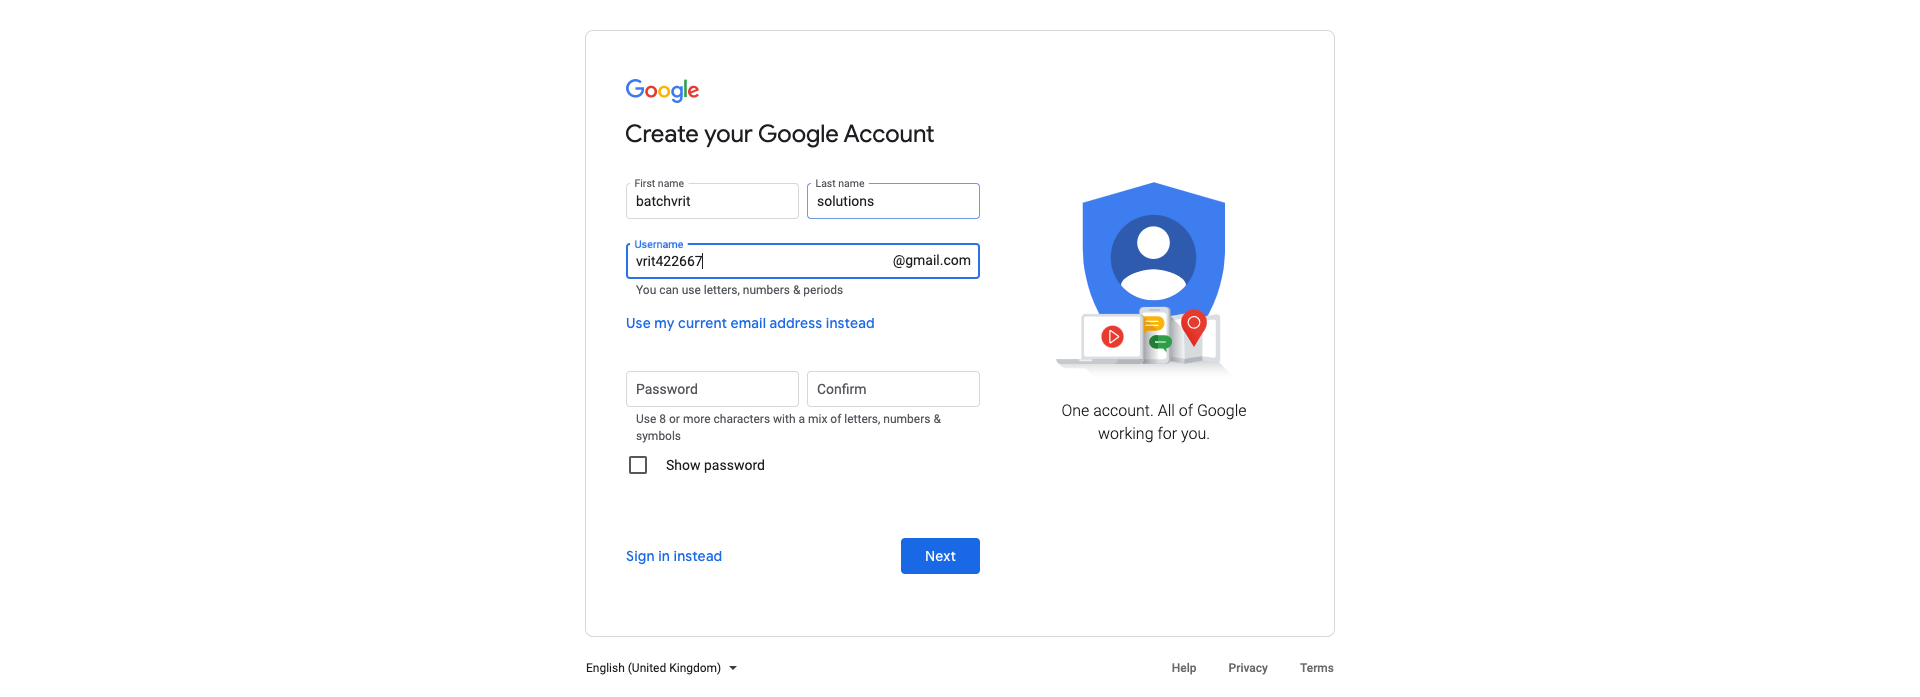 Google
Create your Google Account
First name
batchvrit
Last name
solutions
Username
vrit422667
@gmail.com
You can use letters, numbers & periods
Use my current email address instead
Password
Confirm
Use 8 or more characters with a mix of letters, numbers &
symbols
Show password
Sign in instead
Next
One account. All of Google
working for you.
English (United Kingdom)
Help
Privacy
Terms